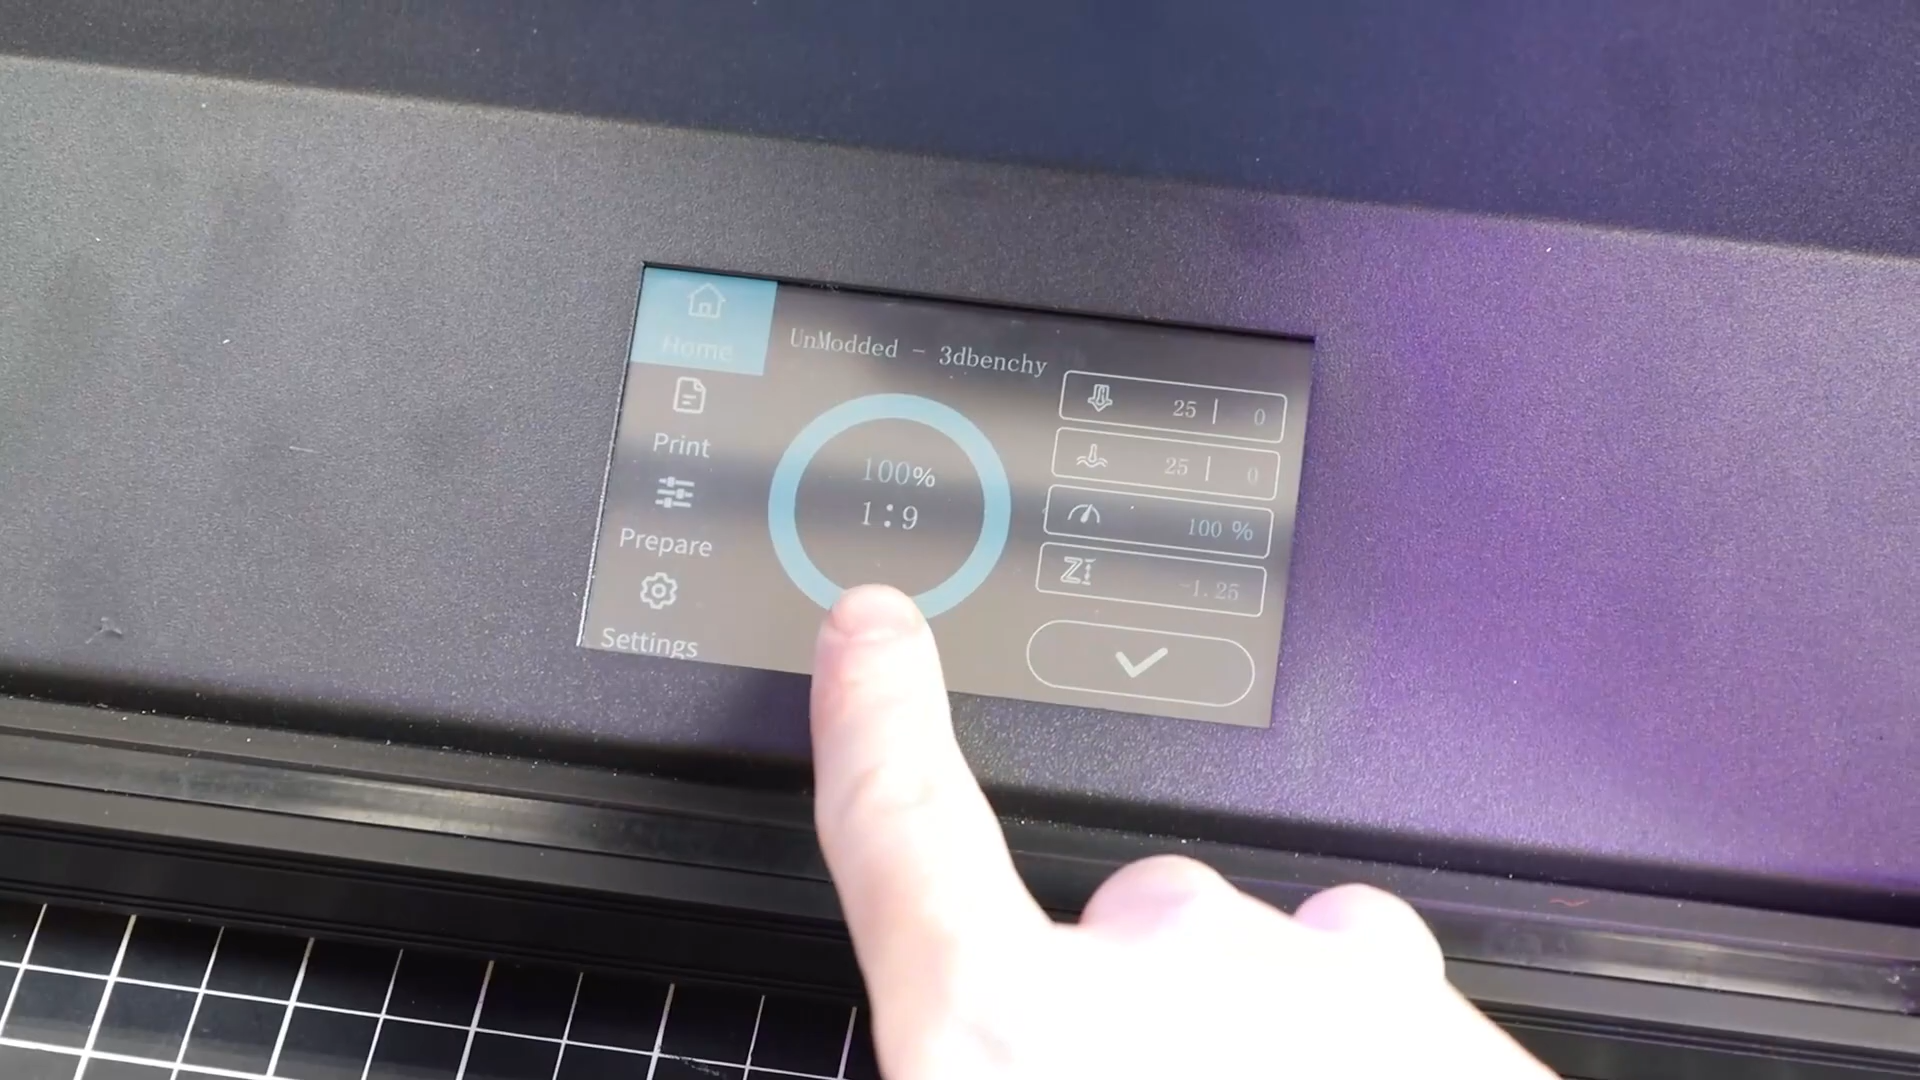 Home
UnModded - 3dbenchy
Print
Prepare
Settings
100%
1:9
25 | 0
25 | 0
100 %
Z
-1.25